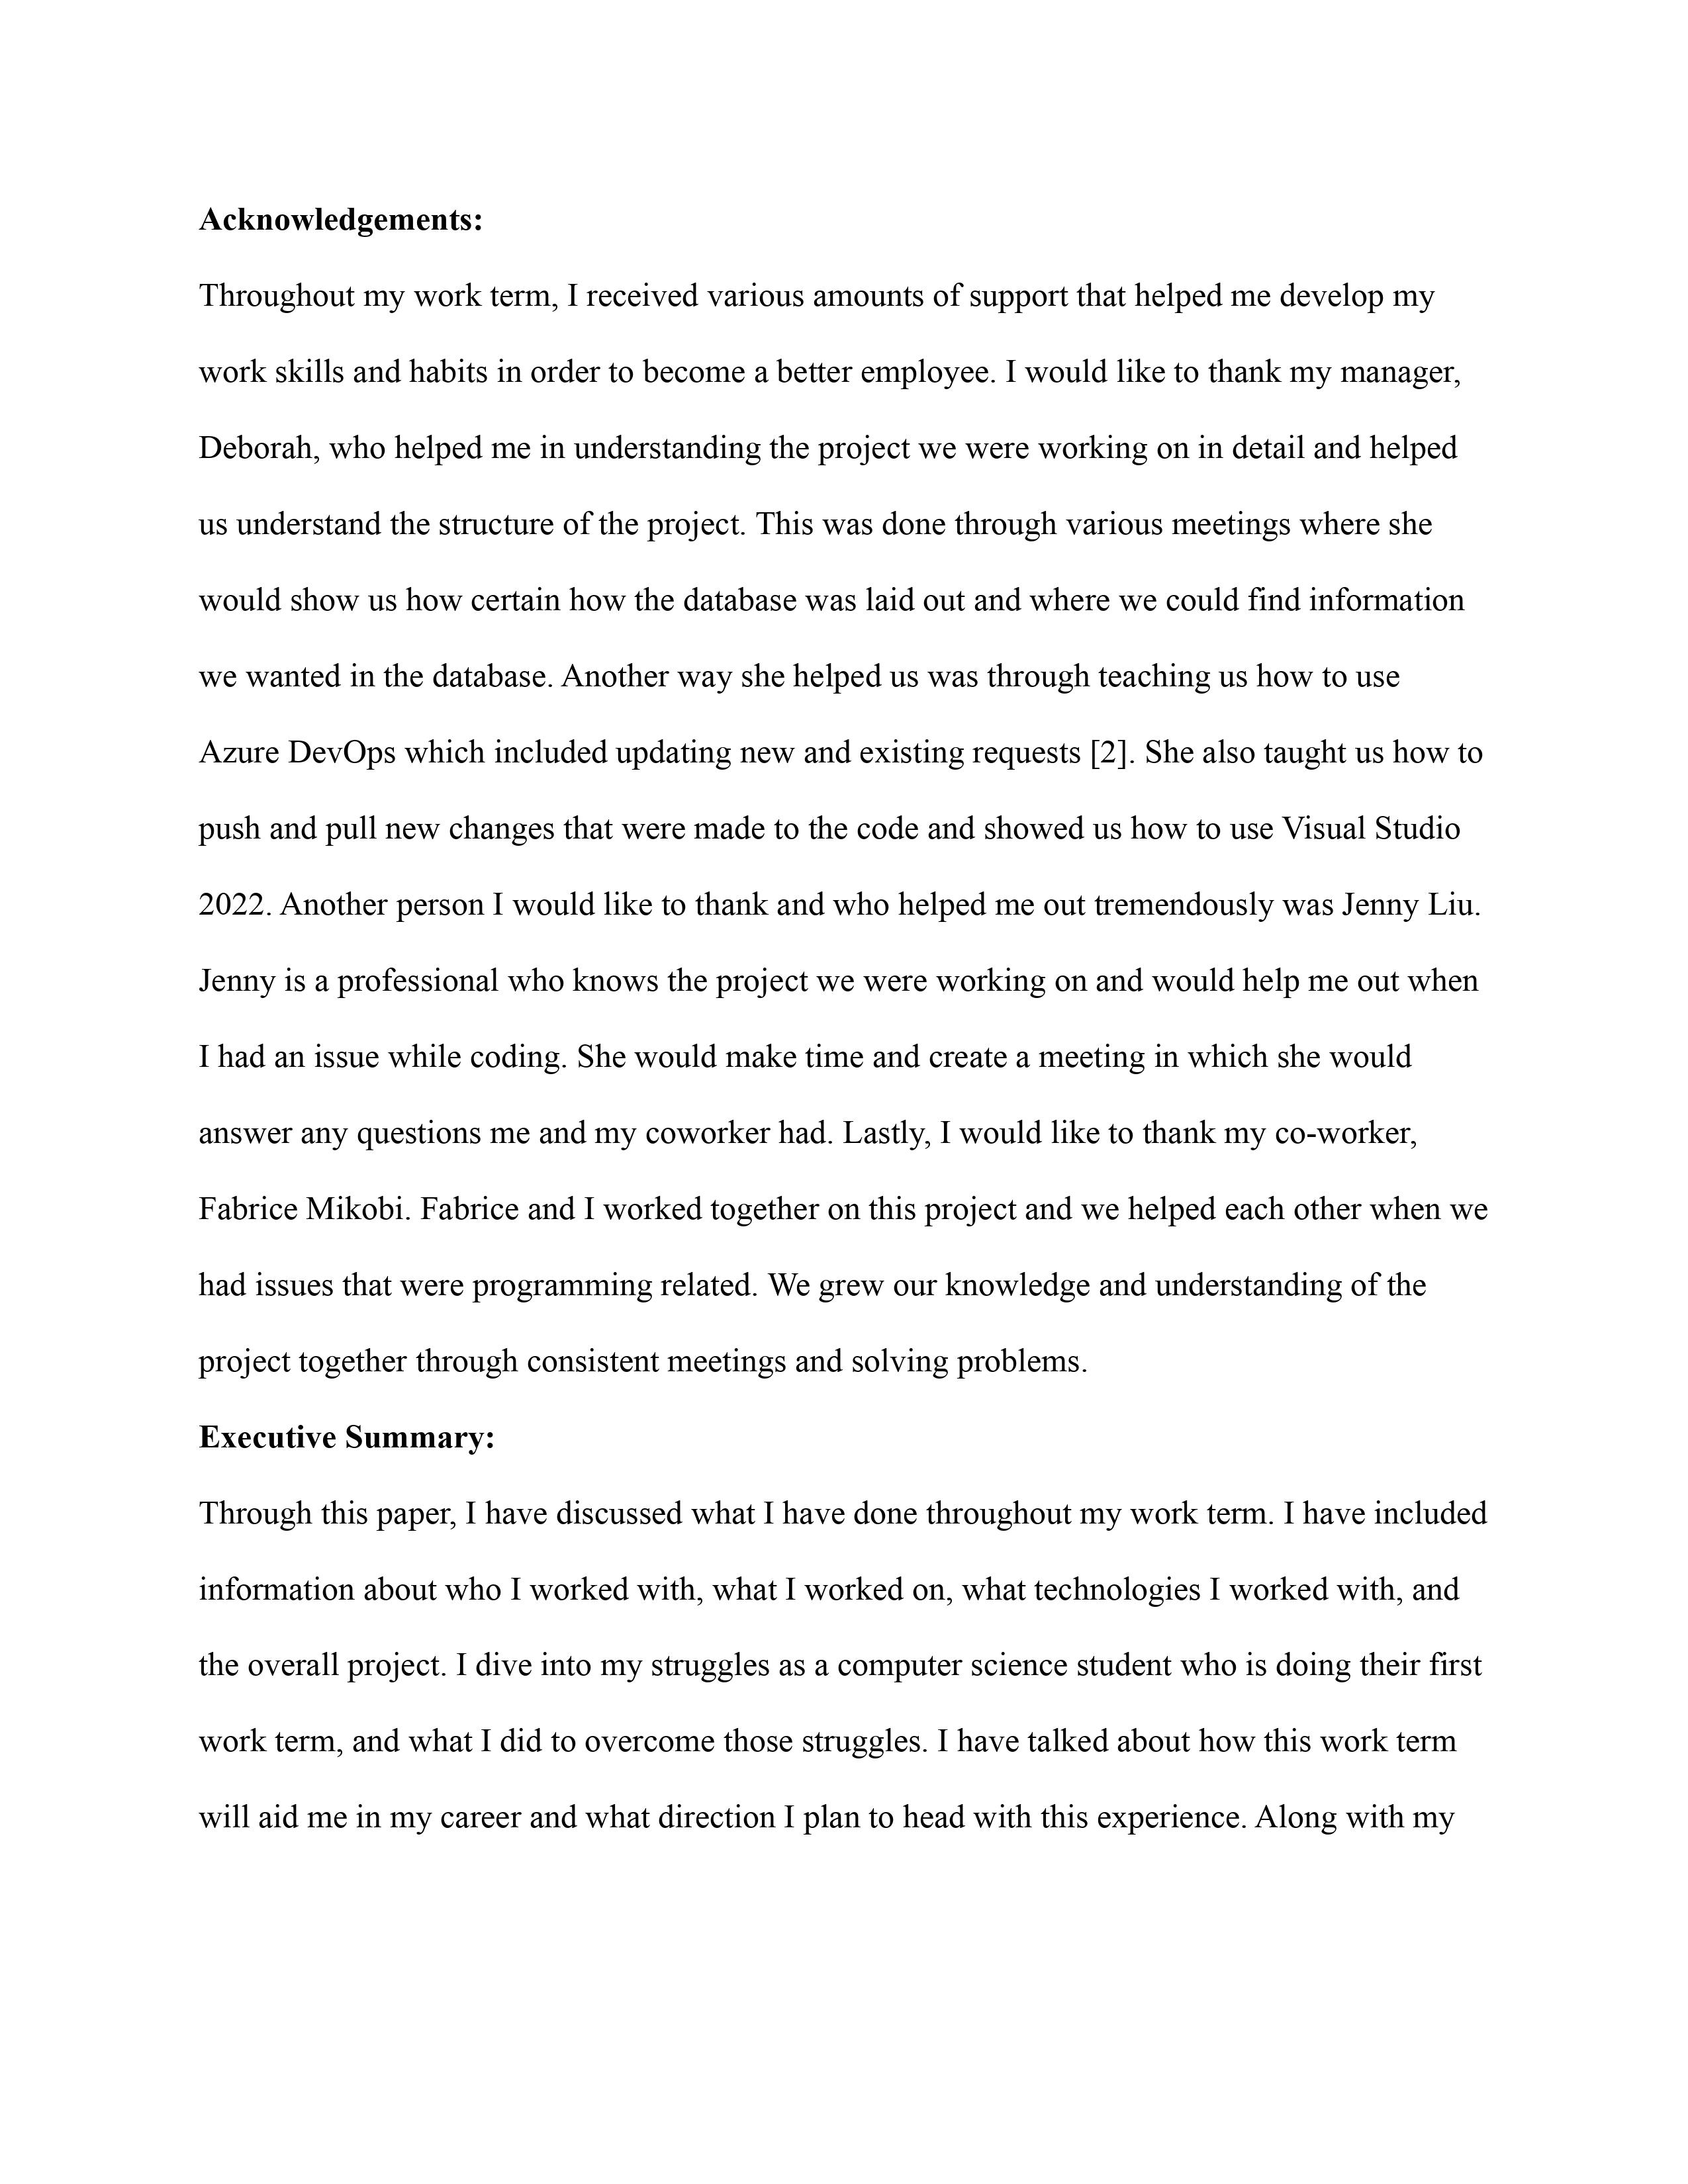 Acknowledgements:
Throughout my work term, I received various amounts of support that helped me develop my
work skills and habits in order to become a better employee. I would like to thank my manager,
Deborah, who helped me in understanding the project we were working on in detail and helped
us understand the structure of the project. This was done through various meetings where she
would show us how certain how the database was laid out and where we could find information
we wanted in the database. Another way she helped us was through teaching us how to use
Azure DevOps which included updating new and existing requests [2]. She also taught us how to
push and pull new changes that were made to the code and showed us how to use Visual Studio
2022. Another person I would like to thank and who helped me out tremendously was Jenny Liu.
Jenny is a professional who knows the project we were working on and would help me out when
I had an issue while coding. She would make time and create a meeting in which she would
answer any questions me and my coworker had. Lastly, I would like to thank my co-worker,
Fabrice Mikobi. Fabrice and I worked together on this project and we helped each other when we
had issues that were programming related. We grew our knowledge and understanding of the
project together through consistent meetings and solving problems.
Executive Summary:
Through this paper, I have discussed what I have done throughout my work term. I have included
information about who I worked with, what I worked on, what technologies I worked with, and
the overall project. I dive into my struggles as a computer science student who is doing their first
work term, and what I did to overcome those struggles. I have talked about how this work term
will aid me in my career and what direction I plan to head with this experience. Along with my